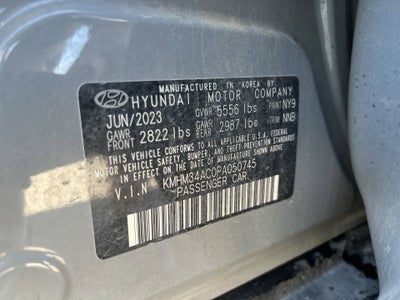 MANUFACTURED IN KOREA BY
HYUNDAI MOTOR COMPANY
JUN/2023 GVWR 5556 lbs PAINT NY9
GAWR FRONT 2822 lbs GAWR REAR 2987 lbs TRIM NNB
THIS VEHICLE CONFORMS TO ALL APPLICABLE U.S.A. FEDERAL
MOTOR VEHICLE SAFETY, BUMPER, AND THEFT PREVENTION STANDARDS
IN EFFECT ON THE DATE OF MANUFACTURE SHOWN ABOVE.
V.I.N KMHM34AC0PA050745
PASSENGER CAR